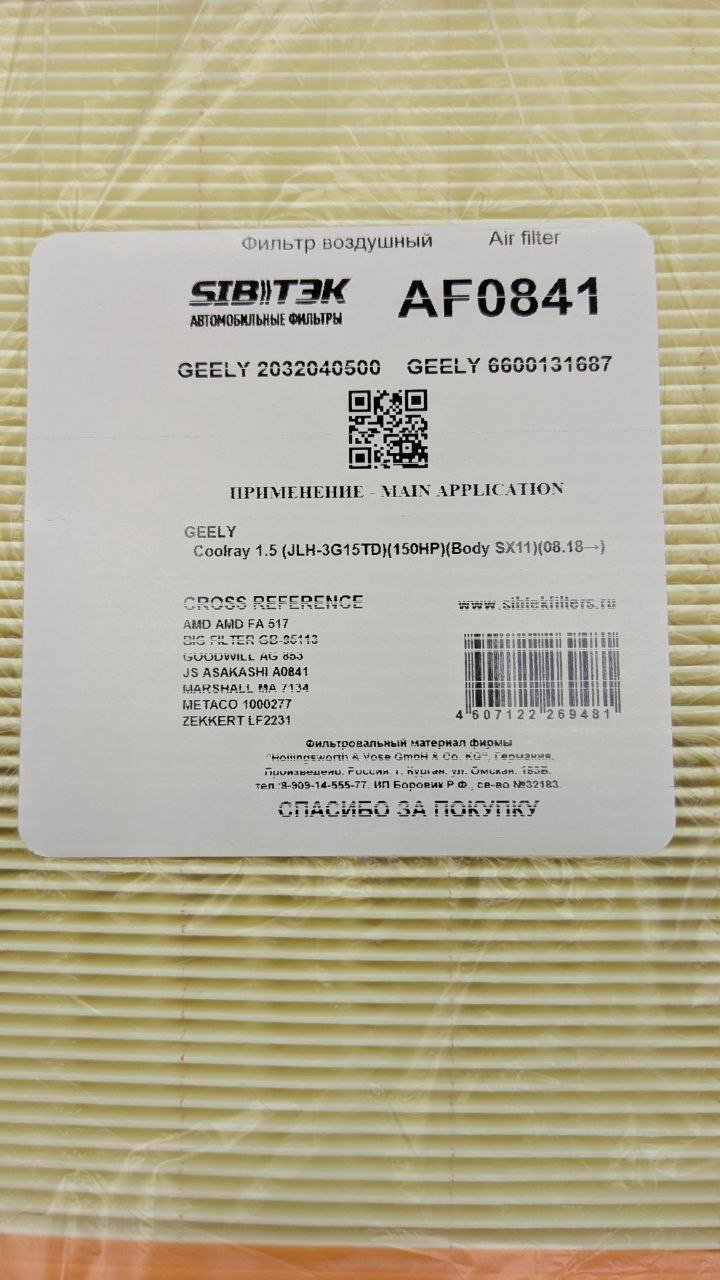 Фильтр воздушный Air filter
SIBTЭK AF0841
АВТОМОБИЛЬНЫЕ ФИЛЬТРЫ
GEELY 2032040500 GEELY 6600131687
ПРИМЕНЕНИЕ - MAIN APPLICATION
GEELY
Coolray 1.5 (JLH-3G15TD)(150HP)(Body SX11)(08.18→)
CROSS REFERENCE www.sibtekfilters.ru
AMD AMD FA 517
BIG FILTER GB-95113
GOODWILL AG 853
JS ASAKASHI A0841
MARSHALL MA 7134
METACO 1000277
ZEKKERT LF2231
4 607122 269481
Фильтровальный материал фирмы
"Hollingsworth & Vose GmbH & Co. KG", Германия.
Произведено: Россия, г. Курган, ул. Омская,
тел.:8-909-14-555-77. ИП Боровик Р.Ф., св-во №32183.
СПАСИБО ЗА ПОКУПКУ